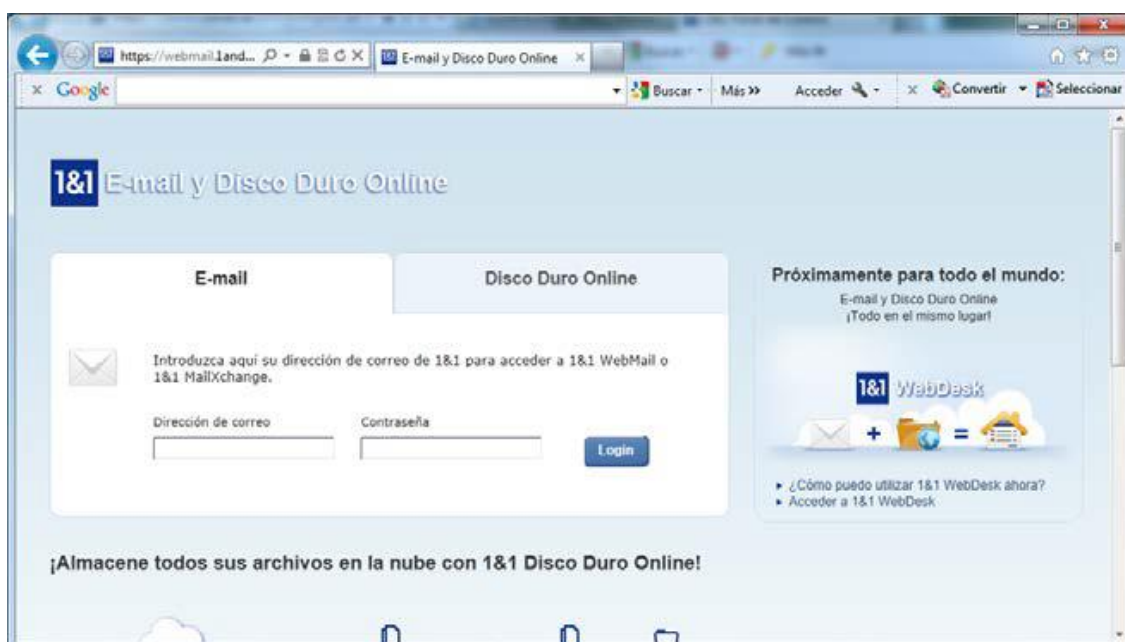 https://webmail.1and...
E-mail y Disco Duro Online
Google
Buscar
Más »
Acceder
Convertir
Seleccionar
1&1 E-mail y Disco Duro Online
E-mail
Disco Duro Online
Introduzca aquí su dirección de correo de 1&1 para acceder a 1&1 WebMail o
1&1 MailXchange.
Dirección de correo
Contraseña
Login
Próximamente para todo el mundo:
E-mail y Disco Duro Online
¡Todo en el mismo lugar!
1&1 WebDesk
+ =
¿Cómo puedo utilizar 1&1 WebDesk ahora?
Acceder a 1&1 WebDesk
¡Almacene todos sus archivos en la nube con 1&1 Disco Duro Online!